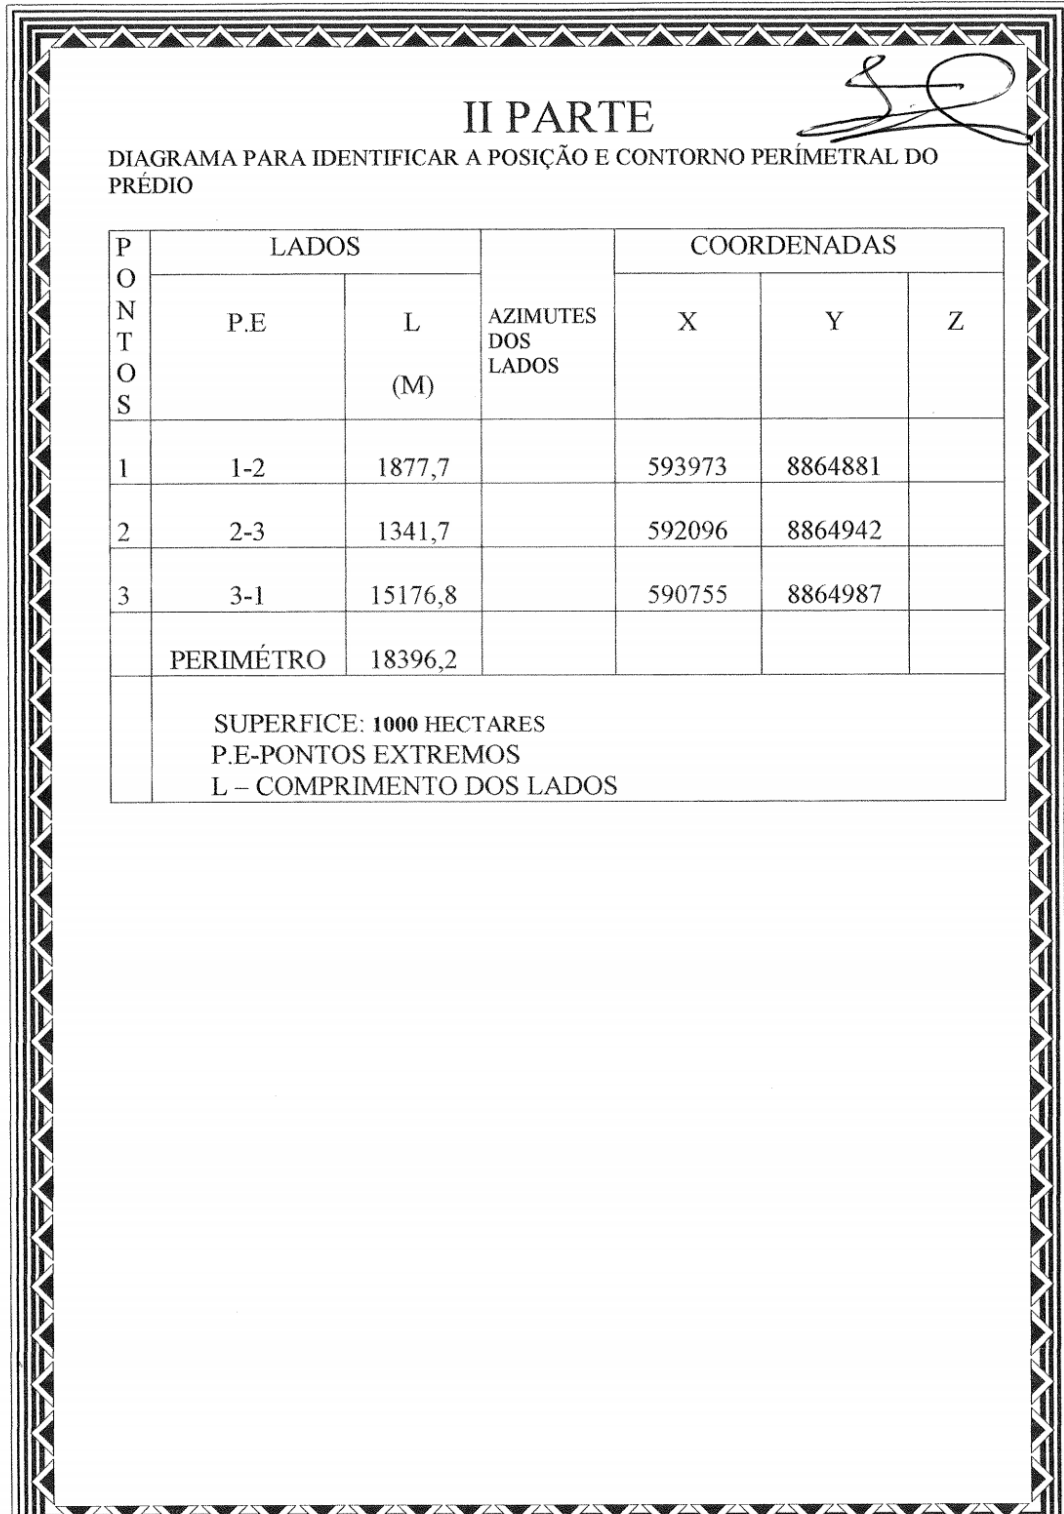 II PARTE
DIAGRAMA PARA IDENTIFICAR A POSIÇÃO E CONTORNO PERÍMETRAL DO
PRÉDIO
PONTOS LADOS AZIMUTES DOS LADOS COORDENADAS
P.E L (M) X Y Z
1 1-2 1877,7 593973 8864881
2 2-3 1341,7 592096 8864942
3 3-1 15176,8 590755 8864987
PERIMÉTRO 18396,2
SUPERFICE: 1000 HECTARES
P.E-PONTOS EXTREMOS
L – COMPRIMENTO DOS LADOS